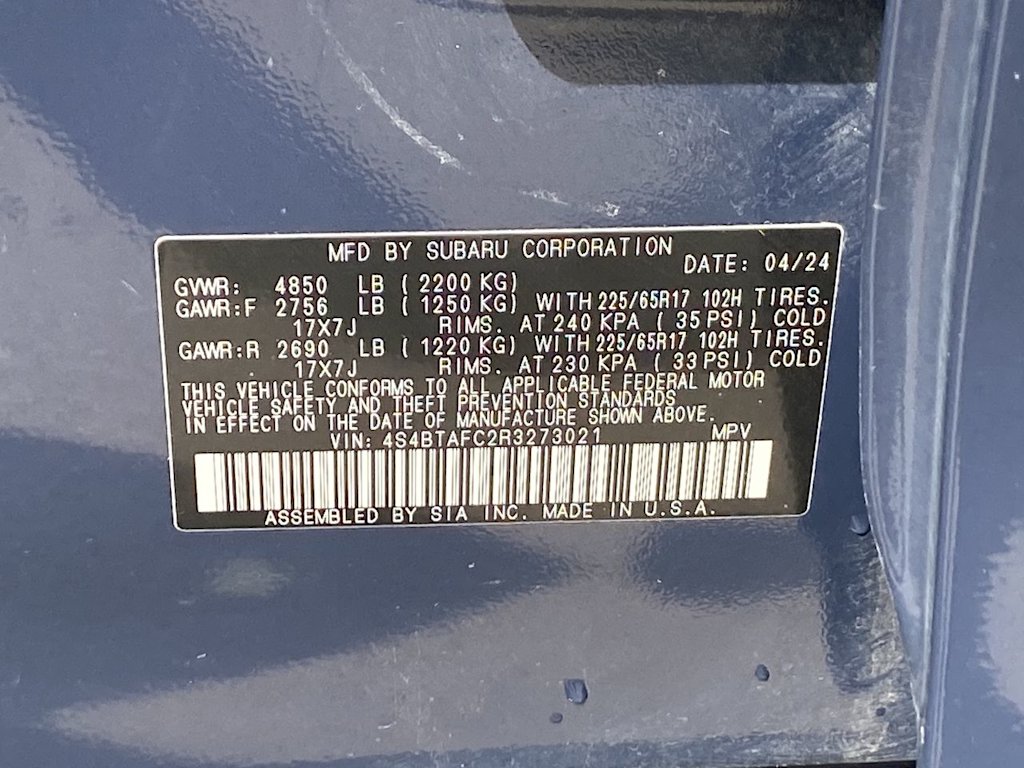 MFD BY SUBARU CORPORATION
DATE: 04/24
GVWR: 4850 LB ( 2200 KG)
GAWR:F 2756 LB ( 1250 KG) WITH 225/65R17 102H TIRES.
17X7J RIMS. AT 240 KPA ( 35 PSI) COLD
GAWR:R 2690 LB ( 1220 KG) WITH 225/65R17 102H TIRES.
17X7J RIMS. AT 230 KPA ( 33 PSI) COLD
THIS VEHICLE CONFORMS TO ALL APPLICABLE FEDERAL MOTOR
VEHICLE SAFETY AND THEFT PREVENTION STANDARDS
IN EFFECT ON THE DATE OF MANUFACTURE SHOWN ABOVE.
VIN: 4S4BTAFC2R3273021 MPV
ASSEMBLED BY SIA INC. MADE IN U.S.A.